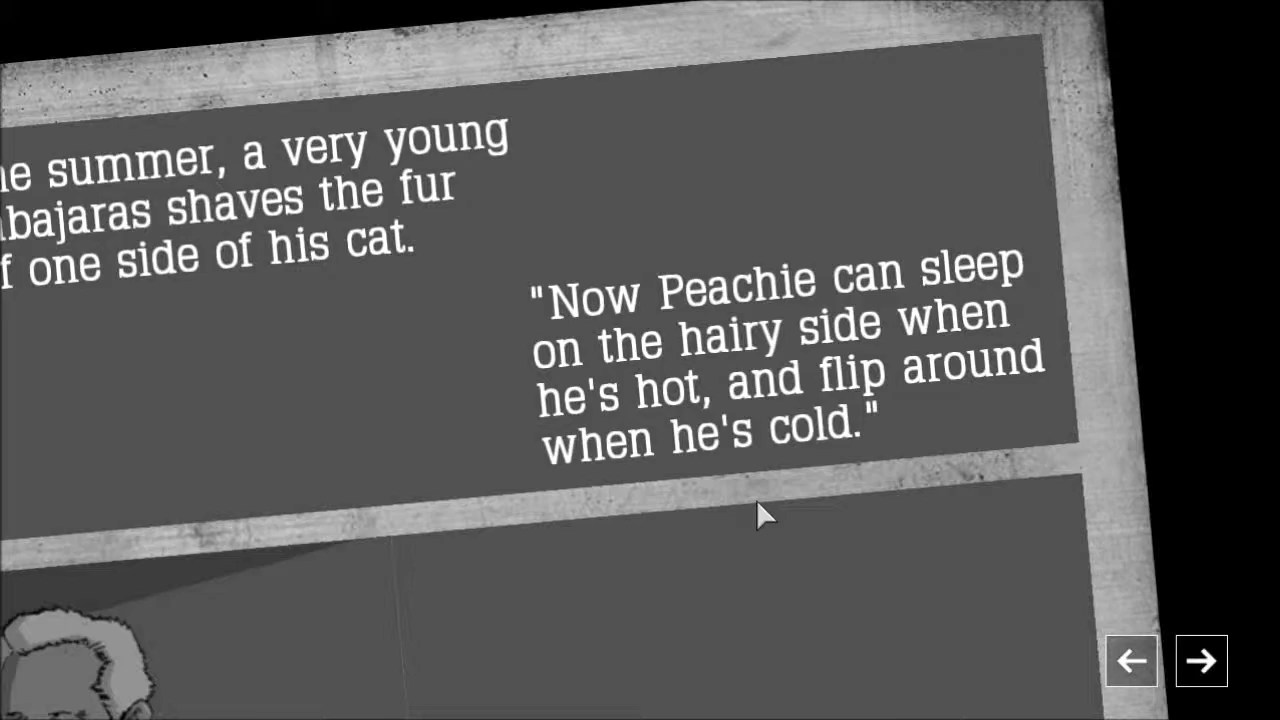 summer, a very young
shaves the fur
one side of his cat.
"Now Peachie can sleep
on the hairy side when
he's hot, and flip around
when he's cold."